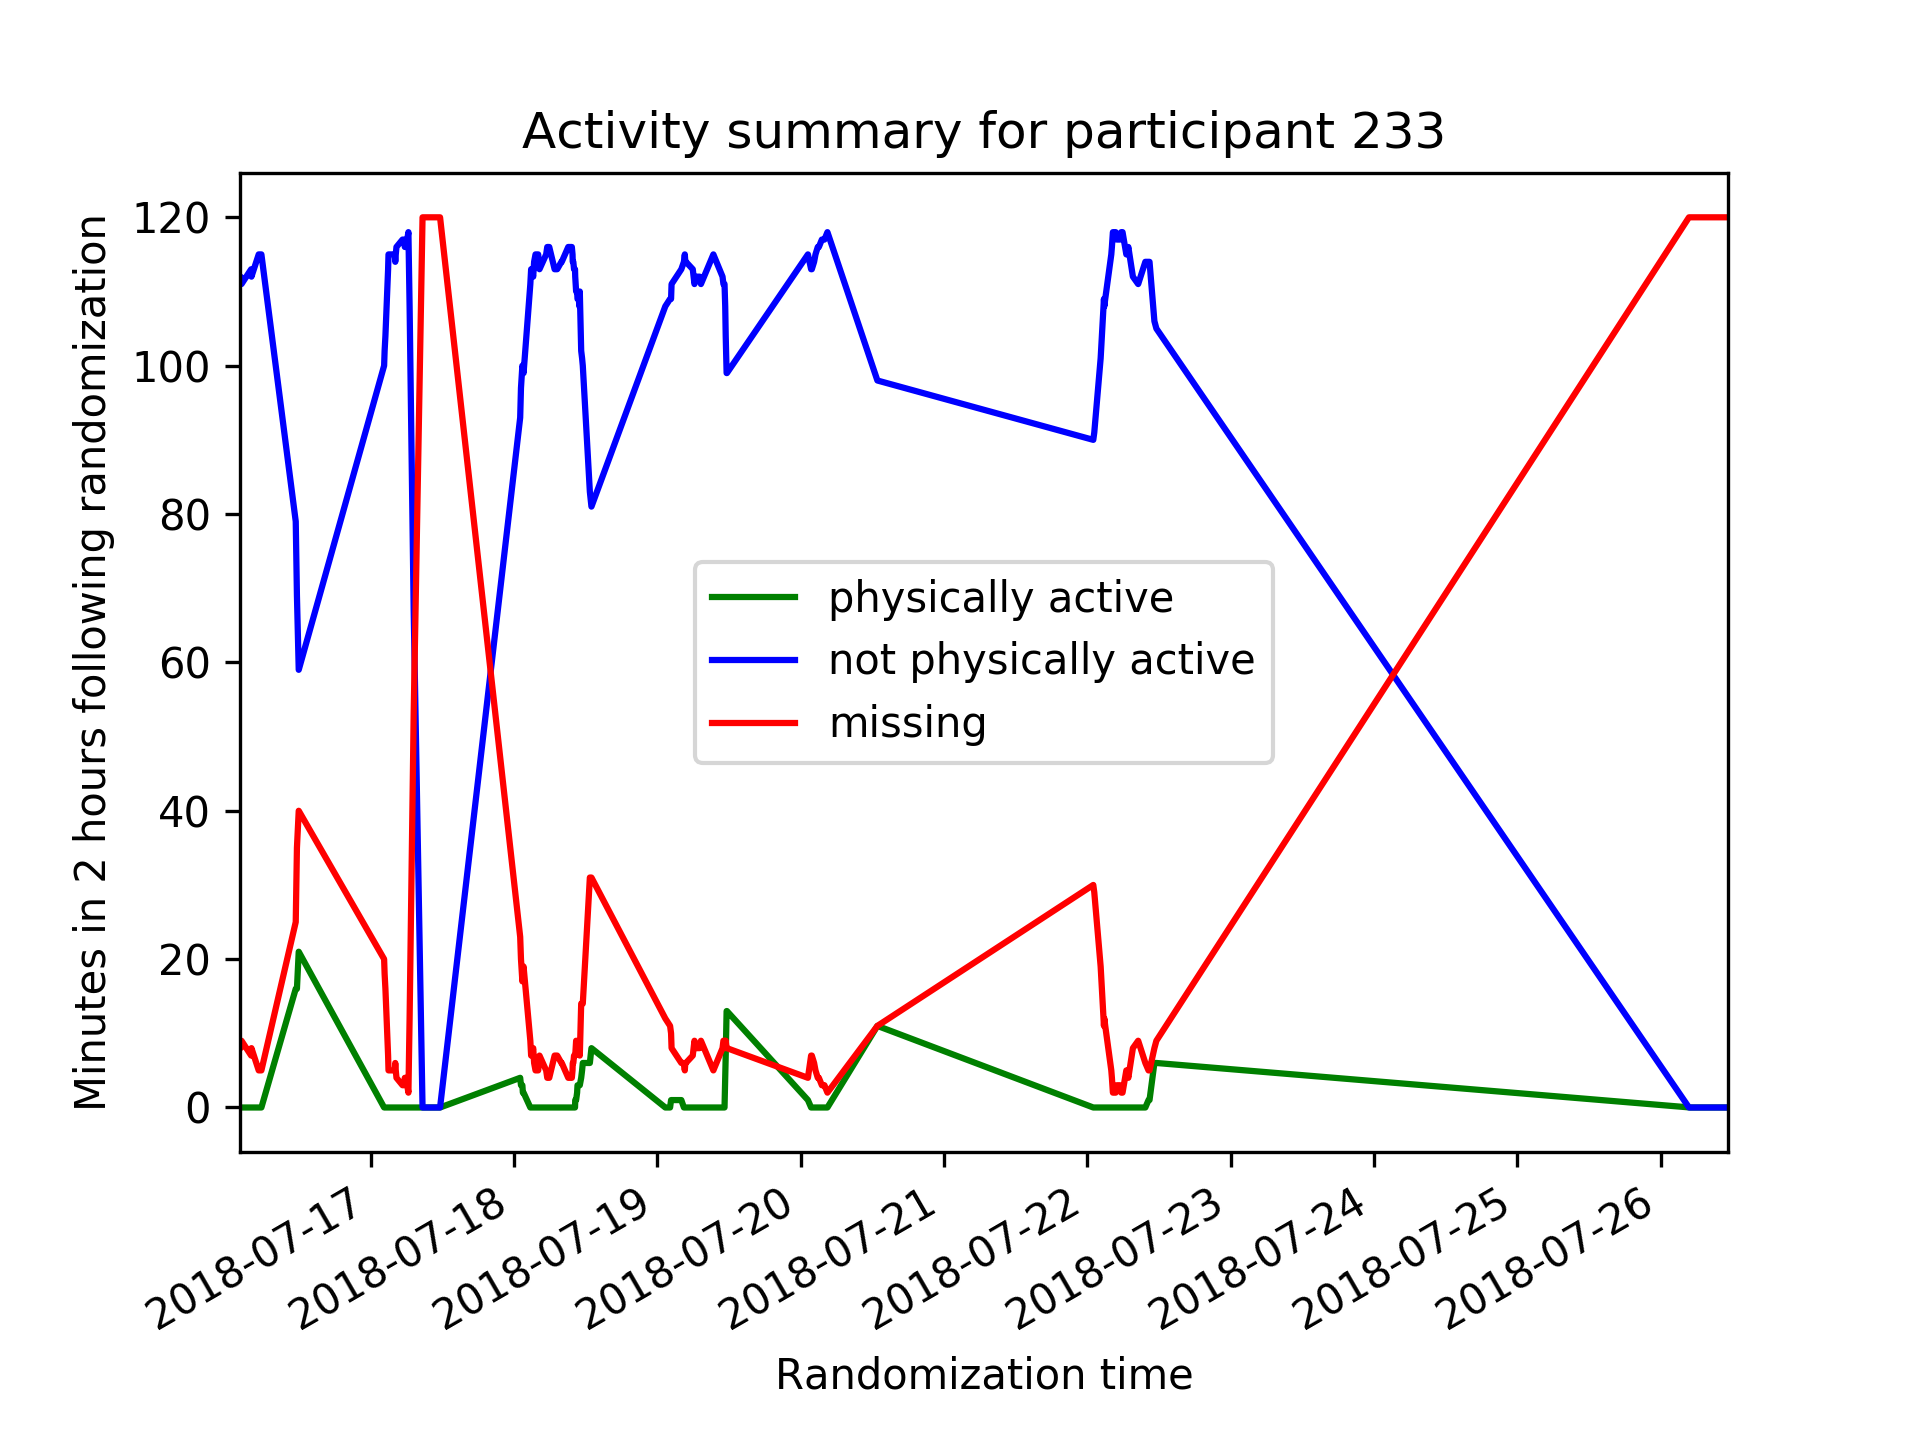 Activity summary for participant 233
Minutes in 2 hours following randomization
120
100
80
60
40
20
0
physically active
not physically active
missing
2018-07-17
2018-07-18
2018-07-19
2018-07-20
2018-07-21
2018-07-22
2018-07-23
2018-07-24
2018-07-25
2018-07-26
Randomization time